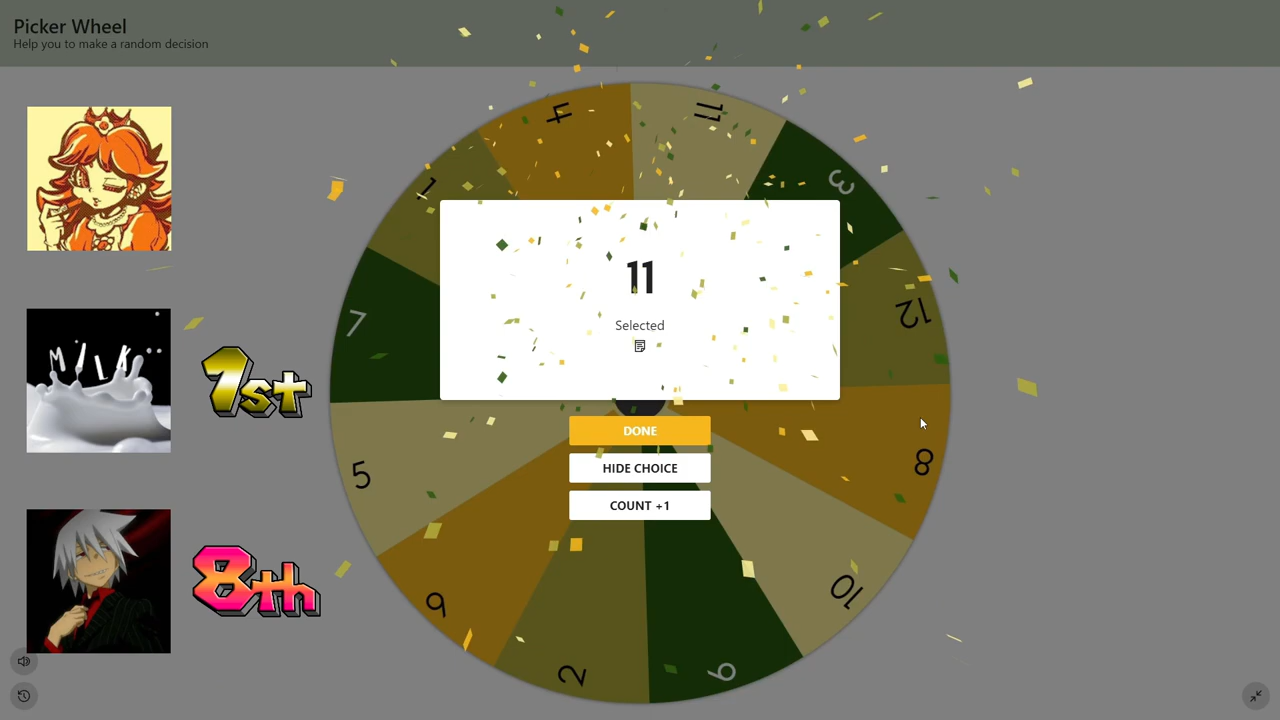 Picker Wheel
Help you to make a random decision
4
11
3
1
12
7
11
Selected
MILK
1st
DONE
8
HIDE CHOICE
5
COUNT +1
8th
9
10
2
6